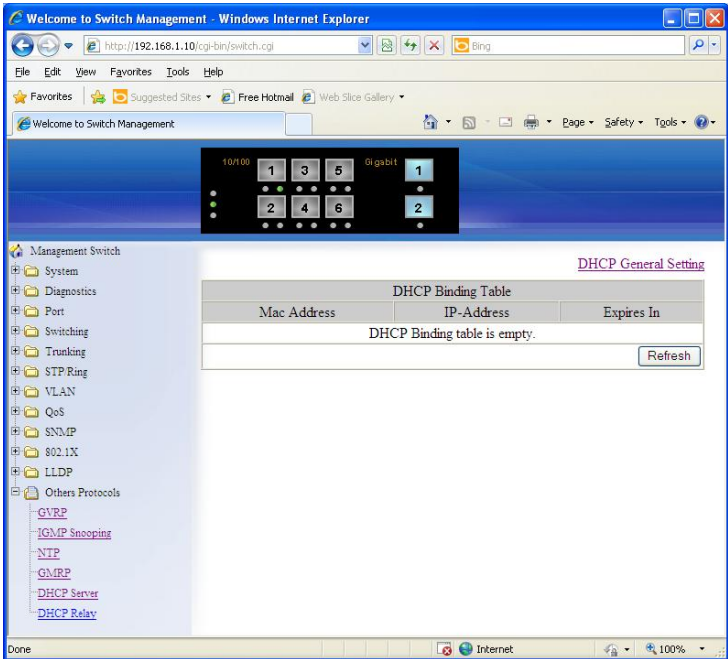 Welcome to Switch Management - Windows Internet Explorer
http://192.168.1.10/cgi-bin/switch.cgi
Bing
File Edit View Favorites Tools Help
Favorites Suggested Sites Free Hotmail Web Slice Gallery
Welcome to Switch Management
Page Safety Tools
10/100 1 3 5 Gigabit 1
2 4 6 2
Management Switch
System
Diagnostics
Port
Switching
Trunking
STP/Ring
VLAN
QoS
SNMP
802.1X
LLDP
Others Protocols
GVRP
IGMP Snooping
NTP
GMRP
DHCP Server
DHCP Relay
DHCP General Setting
DHCP Binding Table
Mac Address IP-Address Expires In
DHCP Binding table is empty.
Refresh
Done Internet 100%